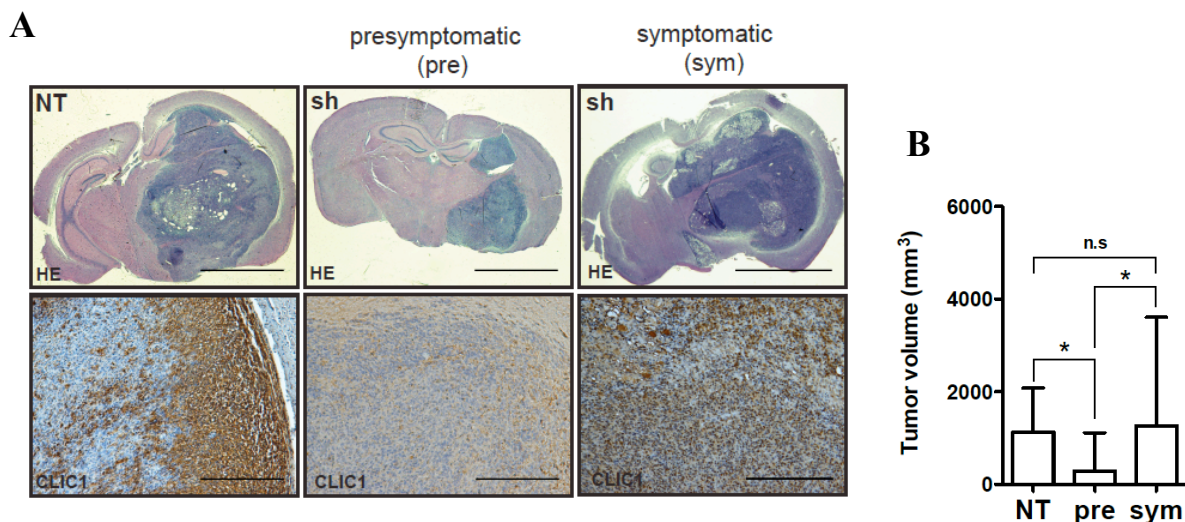 A
presymptomatic
(pre)
symptomatic
(sym)
NT
sh
sh
HE
HE
HE
CLIC1
CLIC1
CLIC1
B
Tumor volume (mm³)
6000
4000
2000
0
n.s
*
*
NT pre sym